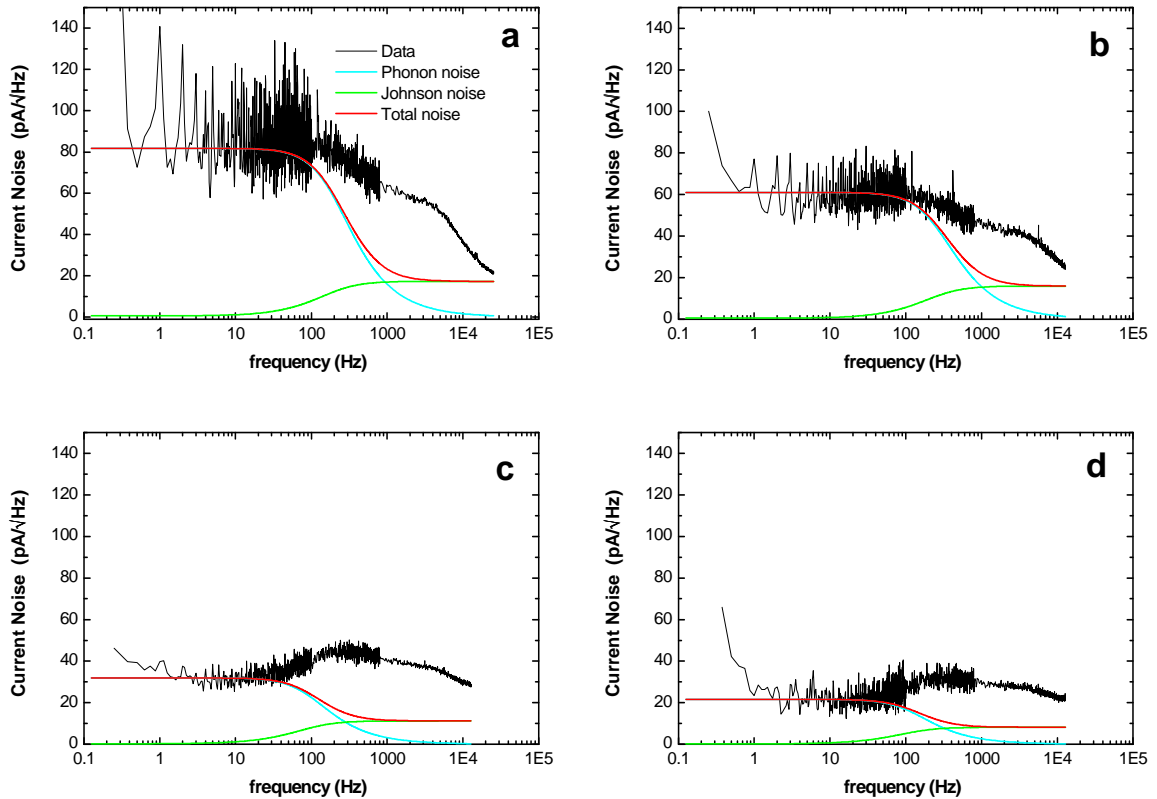 a
140
120
100
80
60
40
20
0
Current Noise (pA/√Hz)
Data
Phonon noise
Johnson noise
Total noise
0.1 1 10 100 1000 1E4 1E5
frequency (Hz)
b
140
120
100
80
60
40
20
0
Current Noise (pA/√Hz)
0.1 1 10 100 1000 1E4 1E5
frequency (Hz)
c
140
120
100
80
60
40
20
0
Current Noise (pA/√Hz)
0.1 1 10 100 1000 1E4 1E5
frequency (Hz)
d
140
120
100
80
60
40
20
0
Current Noise (pA/√Hz)
0.1 1 10 100 1000 1E4 1E5
frequency (Hz)